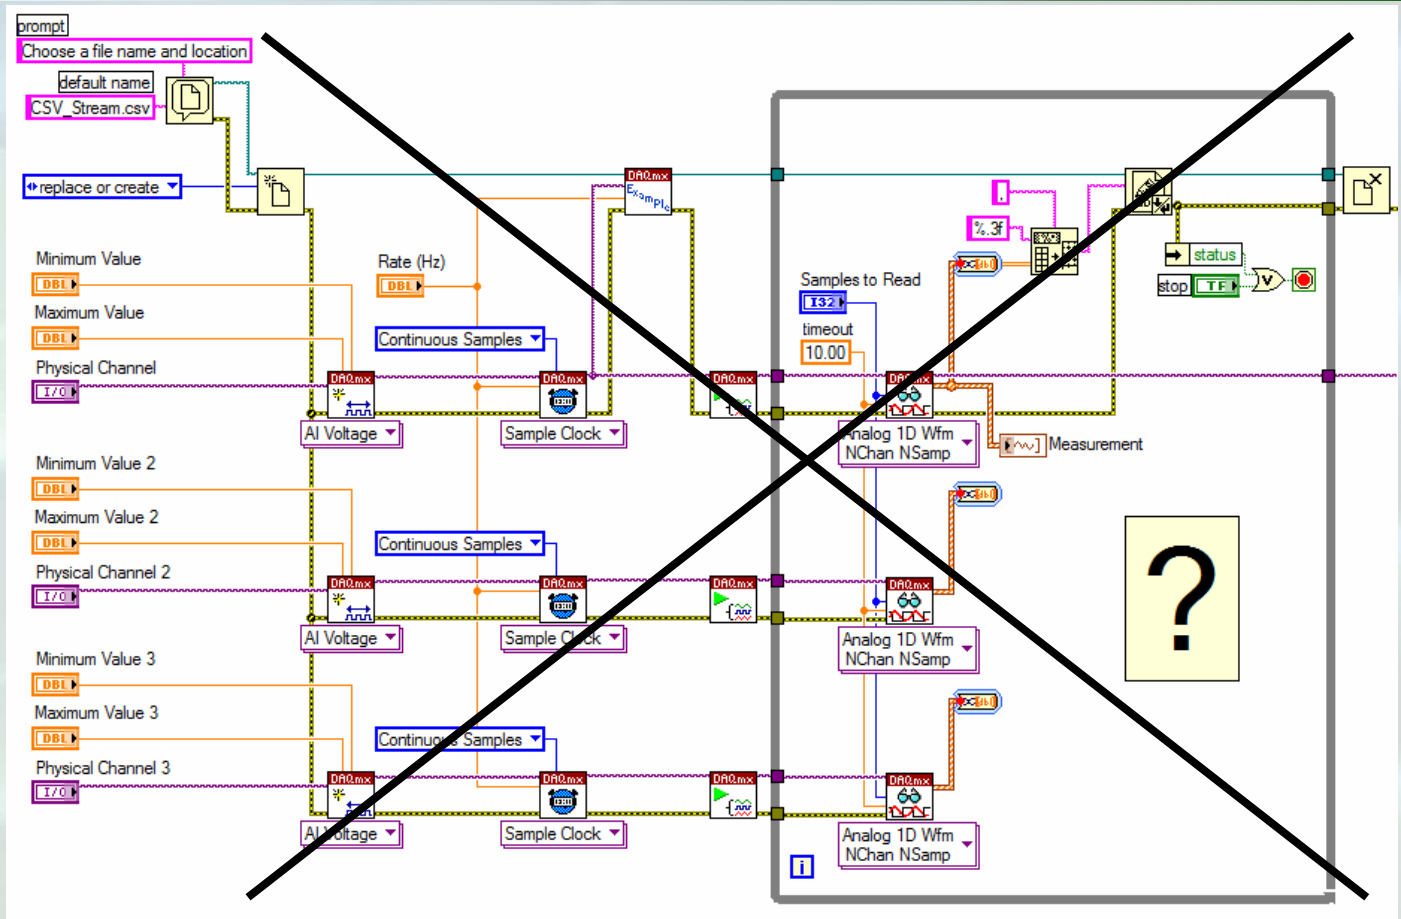 prompt
Choose a file name and location
default name
CSV_Stream.csv
replace or create
DAQmx
Example
Minimum Value
DBL
Maximum Value
DBL
Physical Channel
I/O
Rate (Hz)
DBL
Continuous Samples
DAQmx
AI Voltage
DAQmx
Sample Clock
DAQmx
Samples to Read
I32
timeout
10.00
%.3f
status
stop
TF
V
DAQmx
Analog 1D Wfm
NChan NSamp
Measurement
Minimum Value 2
DBL
Maximum Value 2
DBL
Physical Channel 2
I/O
Continuous Samples
DAQmx
AI Voltage
DAQmx
Sample Clock
DAQmx
DAQmx
Analog 1D Wfm
NChan NSamp
?
Minimum Value 3
DBL
Maximum Value 3
DBL
Physical Channel 3
I/O
Continuous Samples
DAQmx
AI Voltage
DAQmx
Sample Clock
DAQmx
DAQmx
Analog 1D Wfm
NChan NSamp
i